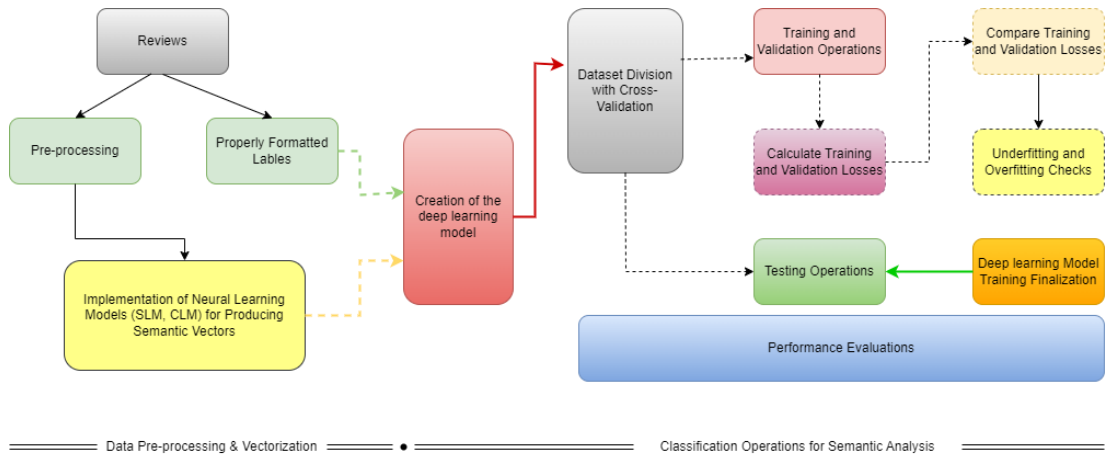 Reviews
Pre-processing
Properly Formatted
Lables
Implementation of Neural Learning
Models (SLM, CLM) for Producing
Semantic Vectors
Creation of the
deep learning
model
Dataset Division
with Cross-
Validation
Training and
Validation Operations
Calculate Training
and Validation Losses
Compare Training
and Validation Losses
Underfitting and
Overfitting Checks
Testing Operations
Deep learning Model
Training Finalization
Performance Evaluations
Data Pre-processing & Vectorization
Classification Operations for Semantic Analysis